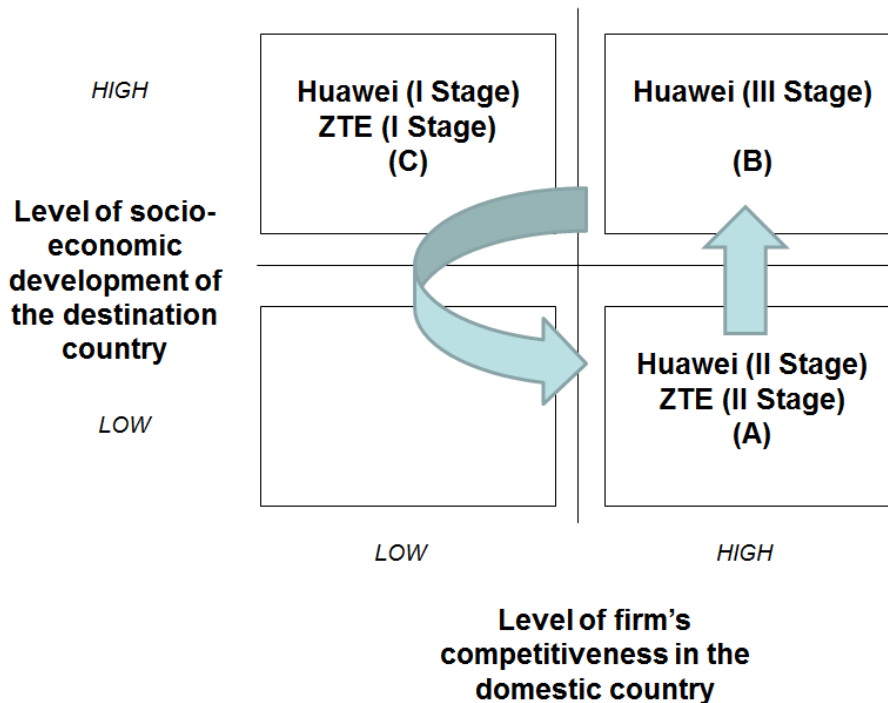 HIGH
Huawei (I Stage)
ZTE (I Stage)
(C)
Huawei (III Stage)
(B)
Level of socio-
economic
development of
the destination
country
Huawei (II Stage)
ZTE (II Stage)
(A)
LOW
LOW
HIGH
Level of firm’s
competitiveness in the
domestic country